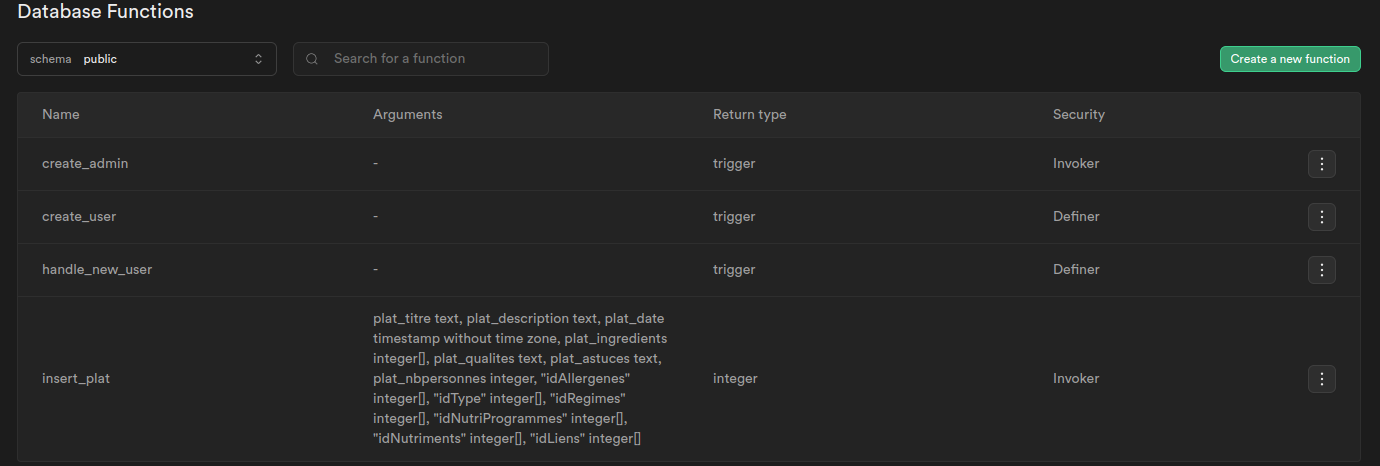 Database Functions
schema public
Search for a function
Create a new function
Name Arguments Return type Security
create_admin - trigger Invoker
create_user - trigger Definer
handle_new_user - trigger Definer
plat_titre text, plat_description text, plat_date
timestamp without time zone, plat_ingredients
integer[], plat_qualites text, plat_astuces text,
plat_nbpersonnes integer, "idAllergenes"
insert_plat integer[], "idType" integer[], "idRegimes" integer Invoker
integer[], "idNutriProgrammes" integer[],
"idNutriments" integer[], "idLiens" integer[]